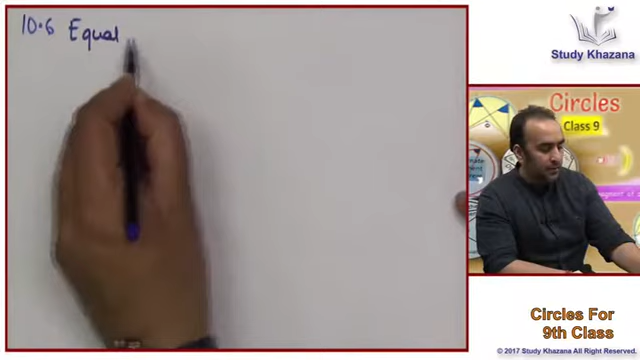 10.6 Equal
Study Khazana
Circles
Class 9
Circles For
9th Class
© 2017 Study Khazana All Right Reserved.